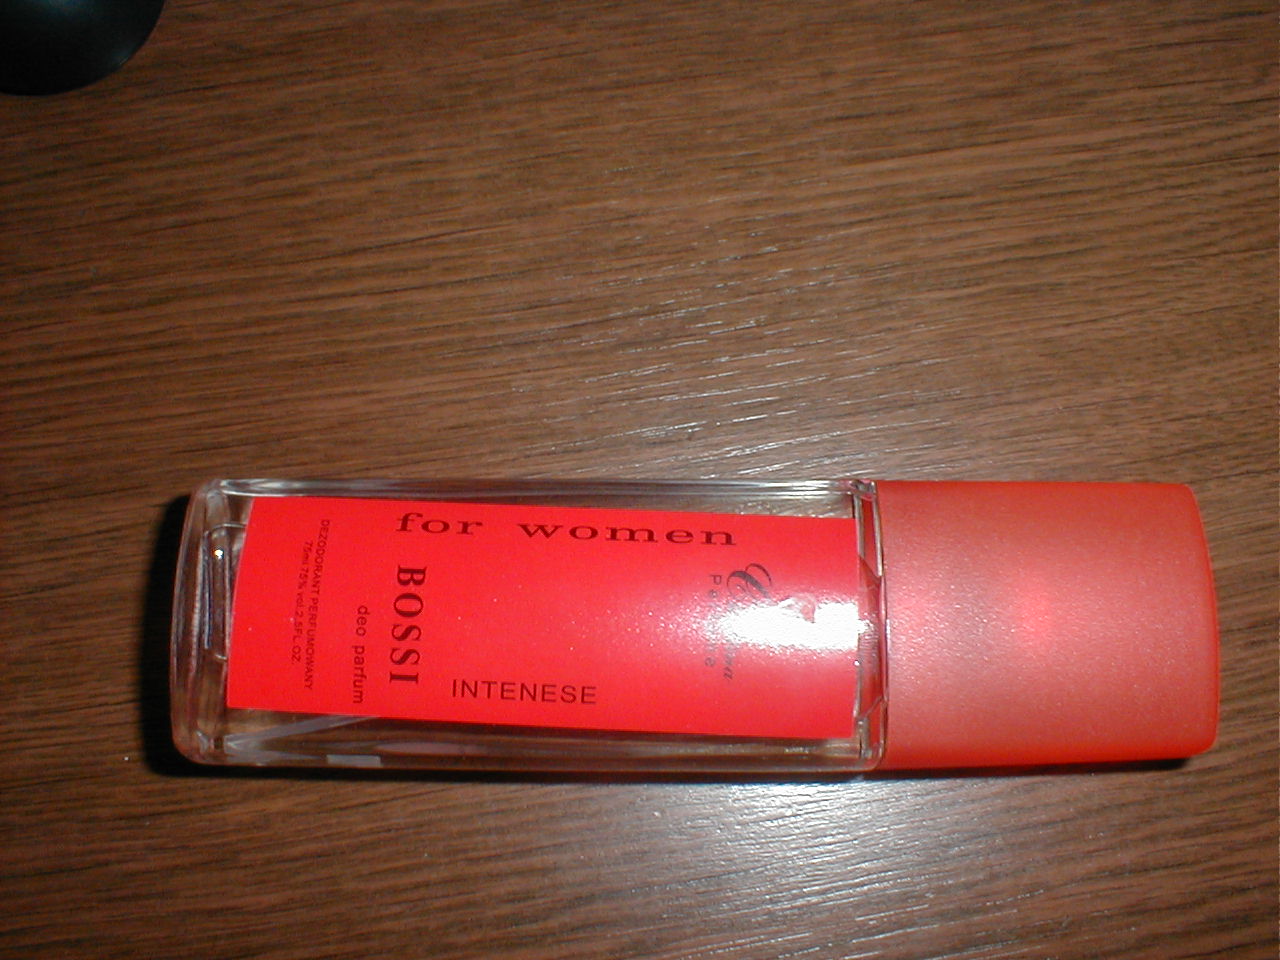 for women
INTENESE
BOSSI
deo parfum
DEZODORANT PERFUMOWANY
75ml 75% vol. 2.5FL OZ.